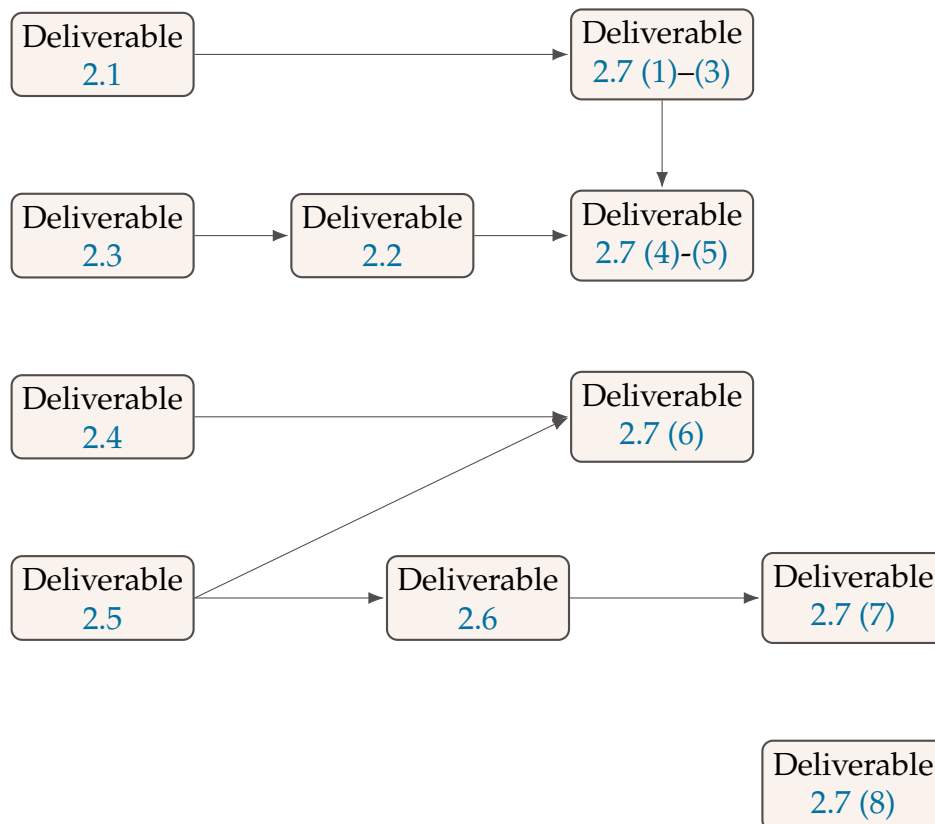 Deliverable
2.1
Deliverable
2.7 (1)–(3)
Deliverable
2.3
Deliverable
2.2
Deliverable
2.7 (4)-(5)
Deliverable
2.4
Deliverable
2.7 (6)
Deliverable
2.5
Deliverable
2.6
Deliverable
2.7 (7)
Deliverable
2.7 (8)